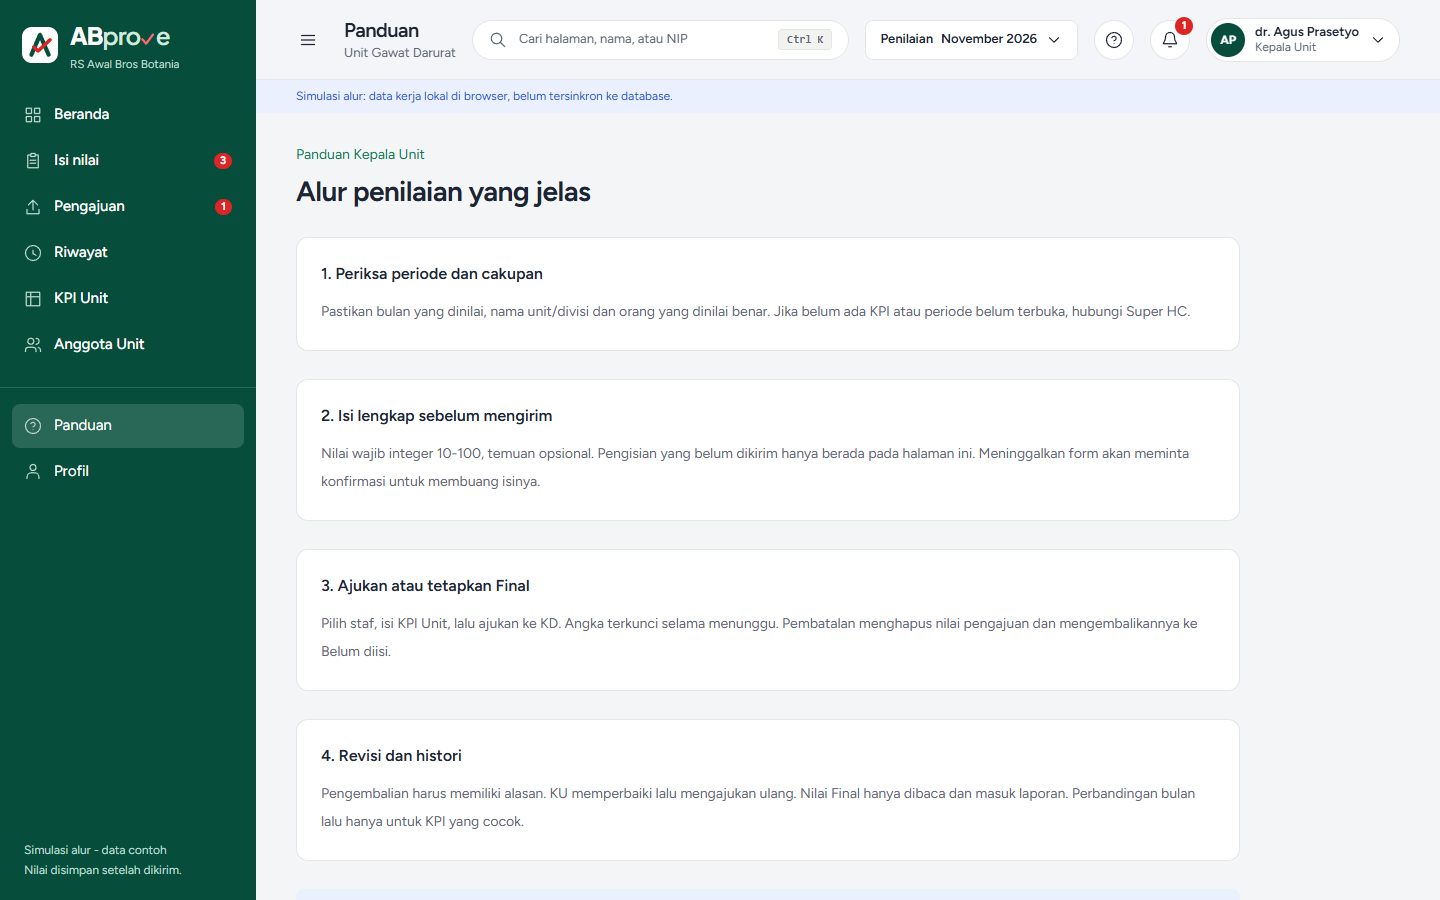 ABprove
RS Awal Bros Botania
Beranda
Isi nilai 3
Pengajuan 1
Riwayat
KPI Unit
Anggota Unit
Panduan
Profil
Simulasi alur - data contoh
Nilai disimpan setelah dikirim.
Panduan
Unit Gawat Darurat
Cari halaman, nama, atau NIP Ctrl K
Penilaian November 2026
1
AP
dr. Agus Prasetyo
Kepala Unit
Simulasi alur: data kerja lokal di browser, belum tersinkron ke database.
Panduan Kepala Unit
Alur penilaian yang jelas
1. Periksa periode dan cakupan
Pastikan bulan yang dinilai, nama unit/divisi dan orang yang dinilai benar. Jika belum ada KPI atau periode belum terbuka, hubungi Super HC.
2. Isi lengkap sebelum mengirim
Nilai wajib integer 10-100, temuan opsional. Pengisian yang belum dikirim hanya berada pada halaman ini. Meninggalkan form akan meminta
konfirmasi untuk membuang isinya.
3. Ajukan atau tetapkan Final
Pilih staf, isi KPI Unit, lalu ajukan ke KD. Angka terkunci selama menunggu. Pembatalan menghapus nilai pengajuan dan mengembalikannya ke
Belum diisi.
4. Revisi dan histori
Pengembalian harus memiliki alasan. KU memperbaiki lalu mengajukan ulang. Nilai Final hanya dibaca dan masuk laporan. Perbandingan bulan
lalu hanya untuk KPI yang cocok.